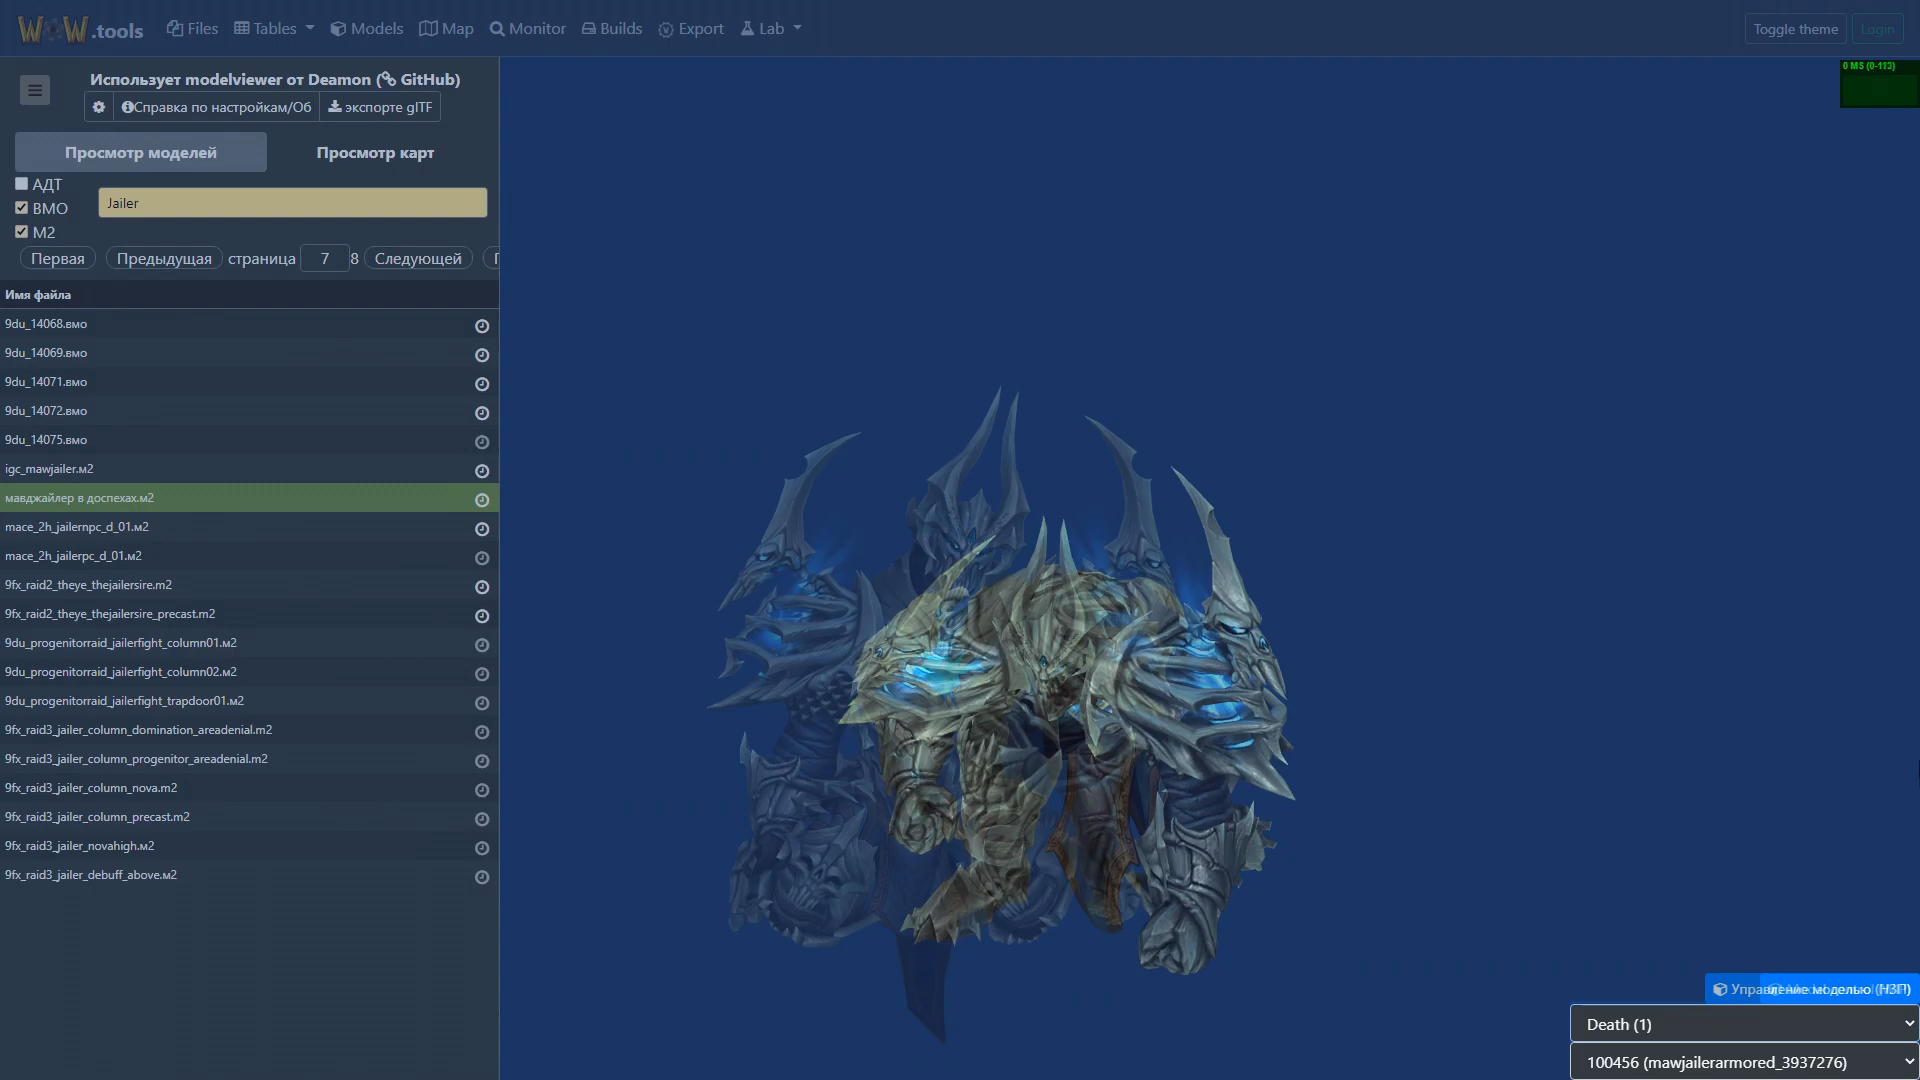 WOW.tools Files Tables Models Map Monitor Builds Export Lab Toggle theme Login
0 MS (0-113)
Использует modelviewer от Deamon (GitHub)
Справка по настройкам/Об экспорте glTF
Просмотр моделей Просмотр карт
АДТ
ВМО
M2
Jailer
Первая Предыдущая страница 7 8 Следующей
Имя файла
9du_14068.вмо
9du_14069.вмо
9du_14071.вмо
9du_14072.вмо
9du_14075.вмо
igc_mawjailer.м2
мавджайлер в доспехах.м2
mace_2h_jailernpc_d_01.м2
mace_2h_jailerpc_d_01.м2
9fx_raid2_theye_thejailersire.m2
9fx_raid2_theye_thejailersire_precast.m2
9du_progenitorraid_jailerfight_column01.м2
9du_progenitorraid_jailerfight_column02.м2
9du_progenitorraid_jailerfight_trapdoor01.м2
9fx_raid3_jailer_column_domination_areadenial.m2
9fx_raid3_jailer_column_progenitor_areadenial.m2
9fx_raid3_jailer_column_nova.m2
9fx_raid3_jailer_column_precast.m2
9fx_raid3_jailer_novahigh.м2
9fx_raid3_jailer_debuff_above.м2
Управление моделью (НЗП)
Death (1)
100456 (mawjailerarmored_3937276)